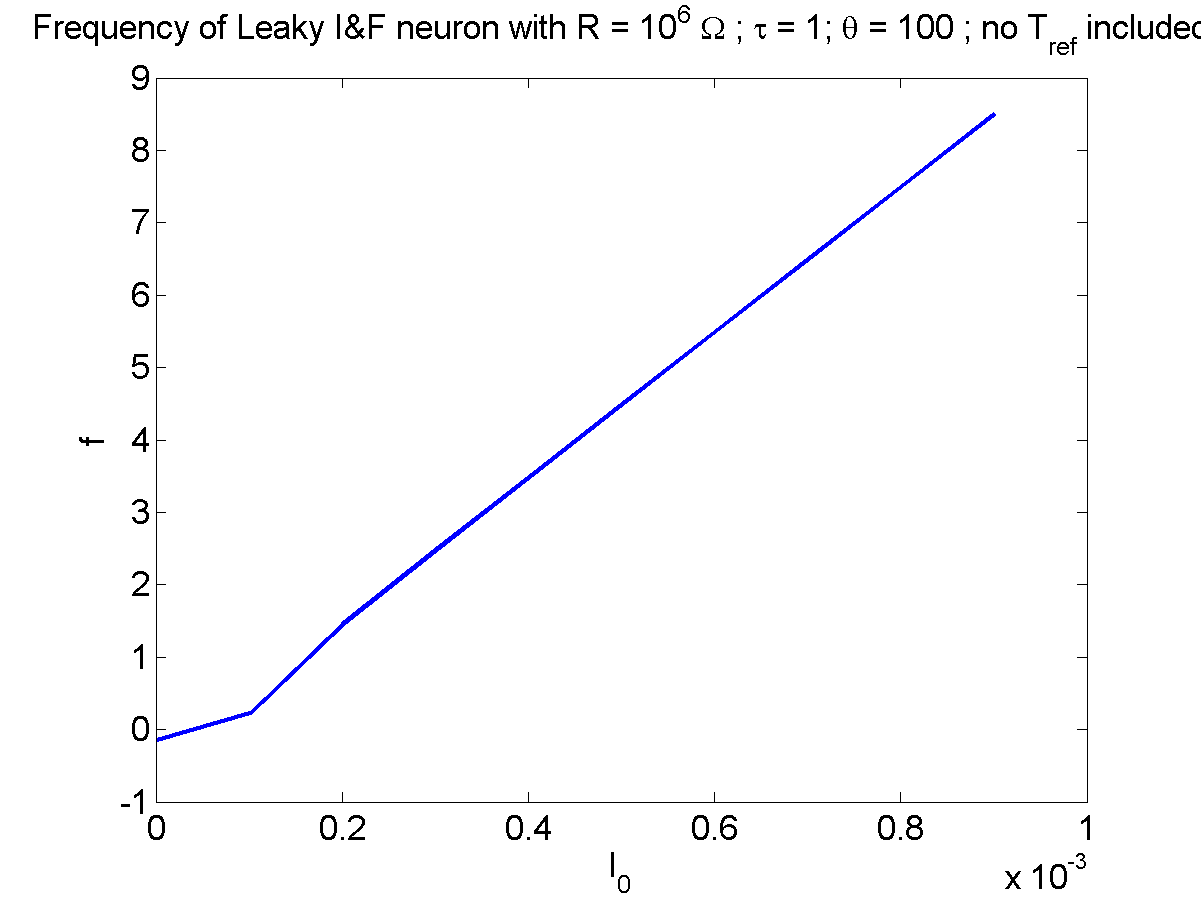 Frequency of Leaky I&F neuron with R = 10^6 Ω ; τ = 1; θ = 100 ; no T_ref included
9
8
7
6
5
4
3
2
1
0
-1
f
0 0.2 0.4 0.6 0.8 1
I_0
x 10^-3